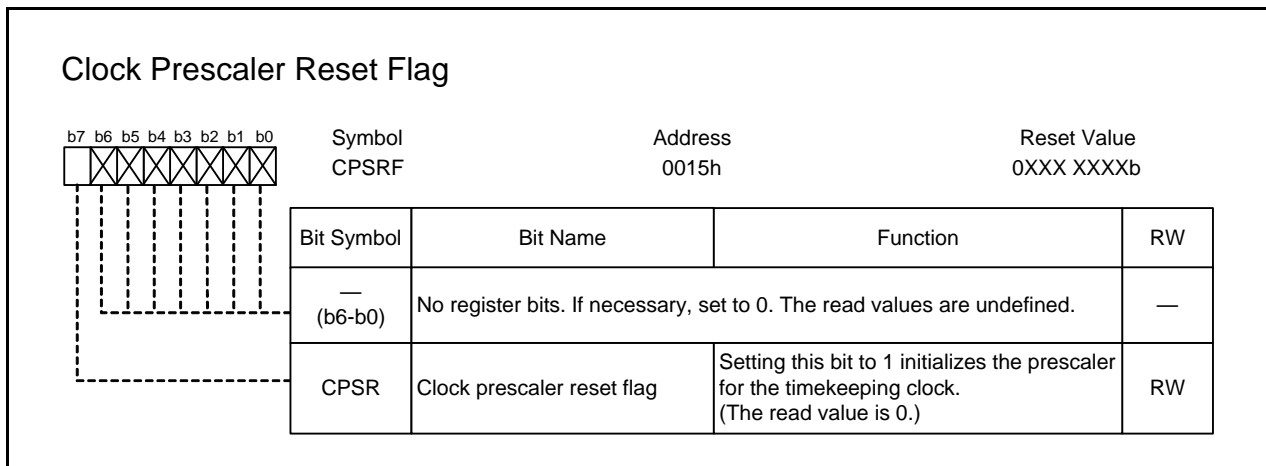 Clock Prescaler Reset Flag
b7 b6 b5 b4 b3 b2 b1 b0
Symbol Address Reset Value
CPSRF 0015h 0XXX XXXXb
Bit Symbol Bit Name Function RW
—
(b6-b0)
No register bits. If necessary, set to 0. The read values are undefined.
—
CPSR
Clock prescaler reset flag
Setting this bit to 1 initializes the prescaler
for the timekeeping clock.
(The read value is 0.)
RW